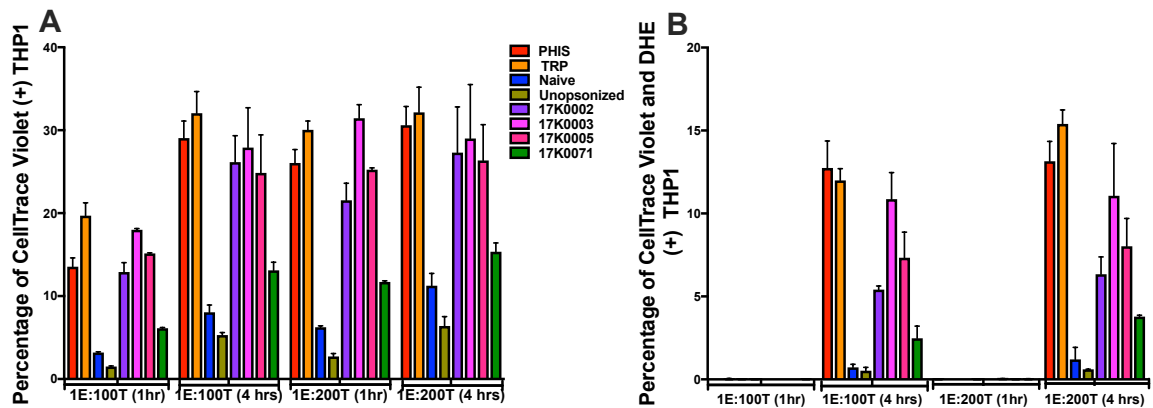 A
Percentage of CellTrace Violet (+) THP1
40
30
20
10
0
1E:100T (1hr)
1E:100T (4 hrs)
1E:200T (1hr)
1E:200T (4 hrs)
PHIS
TRP
Naive
Unopsonized
17K0002
17K0003
17K0005
17K0071
B
Percentage of CellTrace Violet and DHE
(+) THP1
20
15
10
5
0
1E:100T (1hr)
1E:100T (4 hrs)
1E:200T (1hr)
1E:200T (4 hrs)